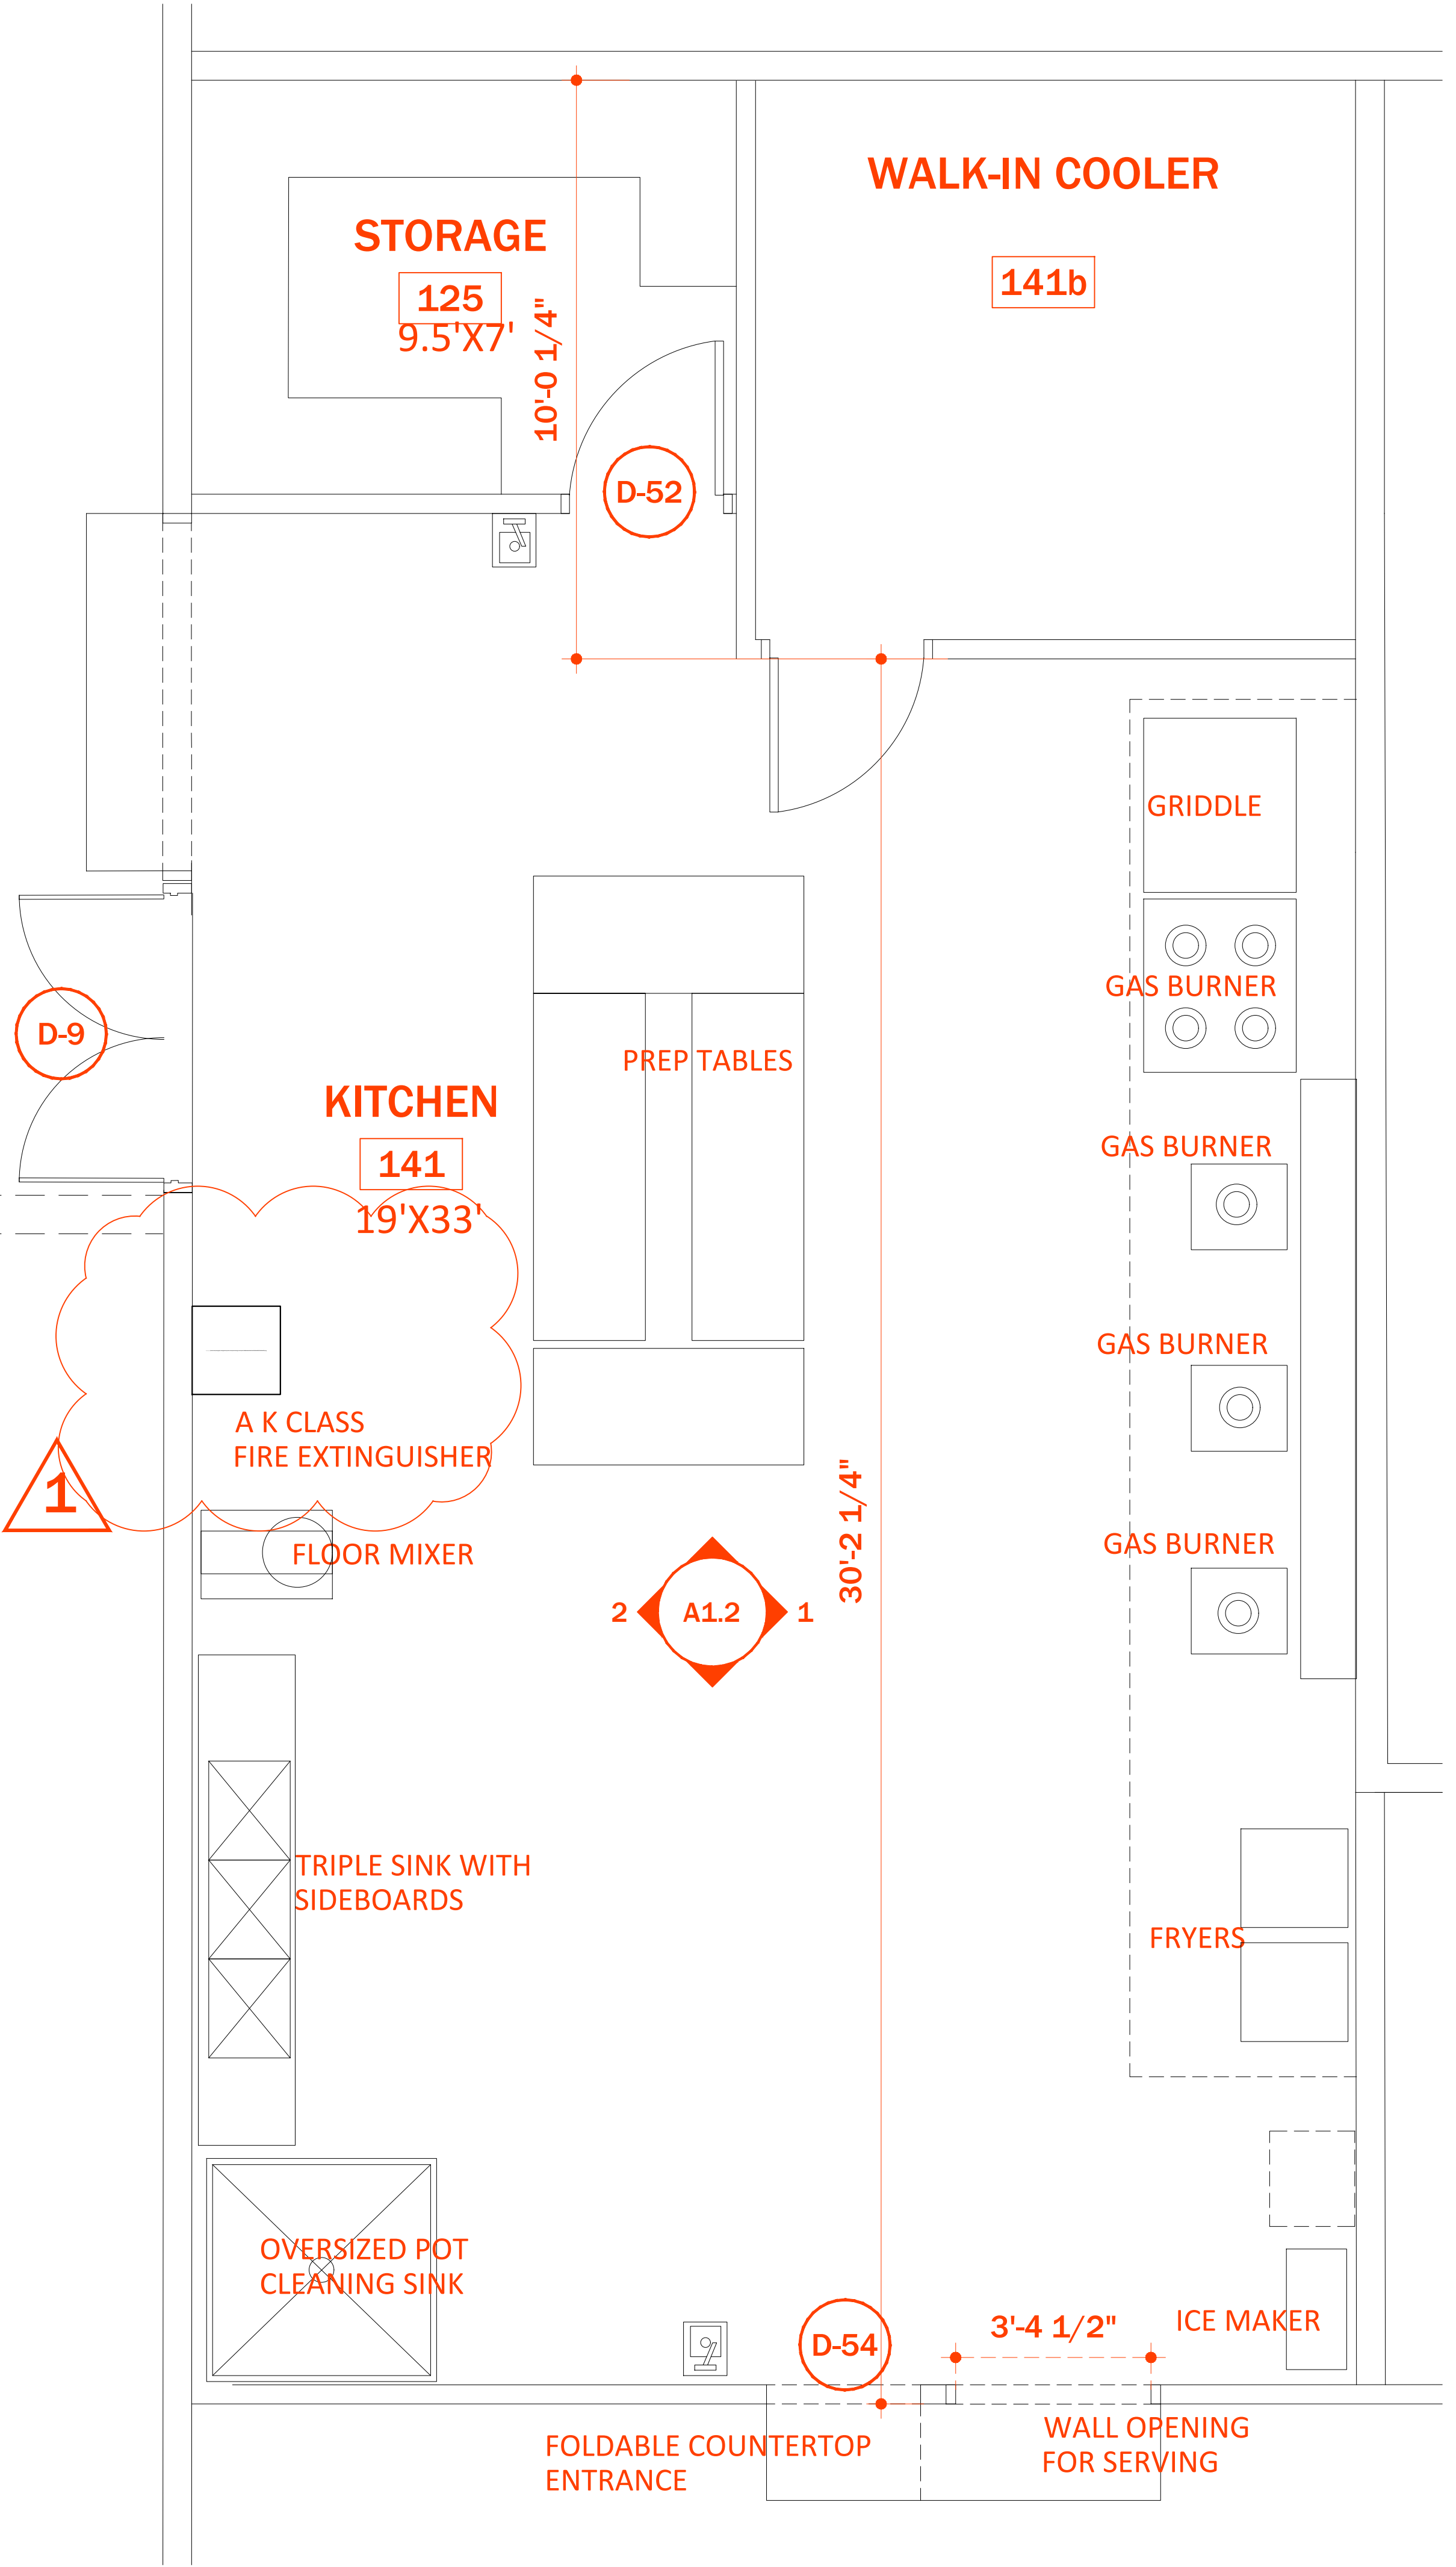 WALK-IN COOLER
141b
STORAGE
125
9.5'X7'
10'-0 1/4"
D-52
GRIDDLE
GAS BURNER
D-9
PREP TABLES
KITCHEN
141
19'X33'
GAS BURNER
GAS BURNER
A K CLASS
FIRE EXTINGUISHER
1
30'-2 1/4"
FLOOR MIXER
GAS BURNER
2
A1.2
1
TRIPLE SINK WITH
SIDEBOARDS
FRYERS
OVERSIZED POT
CLEANING SINK
D-54
3'-4 1/2"
ICE MAKER
FOLDABLE COUNTERTOP
ENTRANCE
WALL OPENING
FOR SERVING